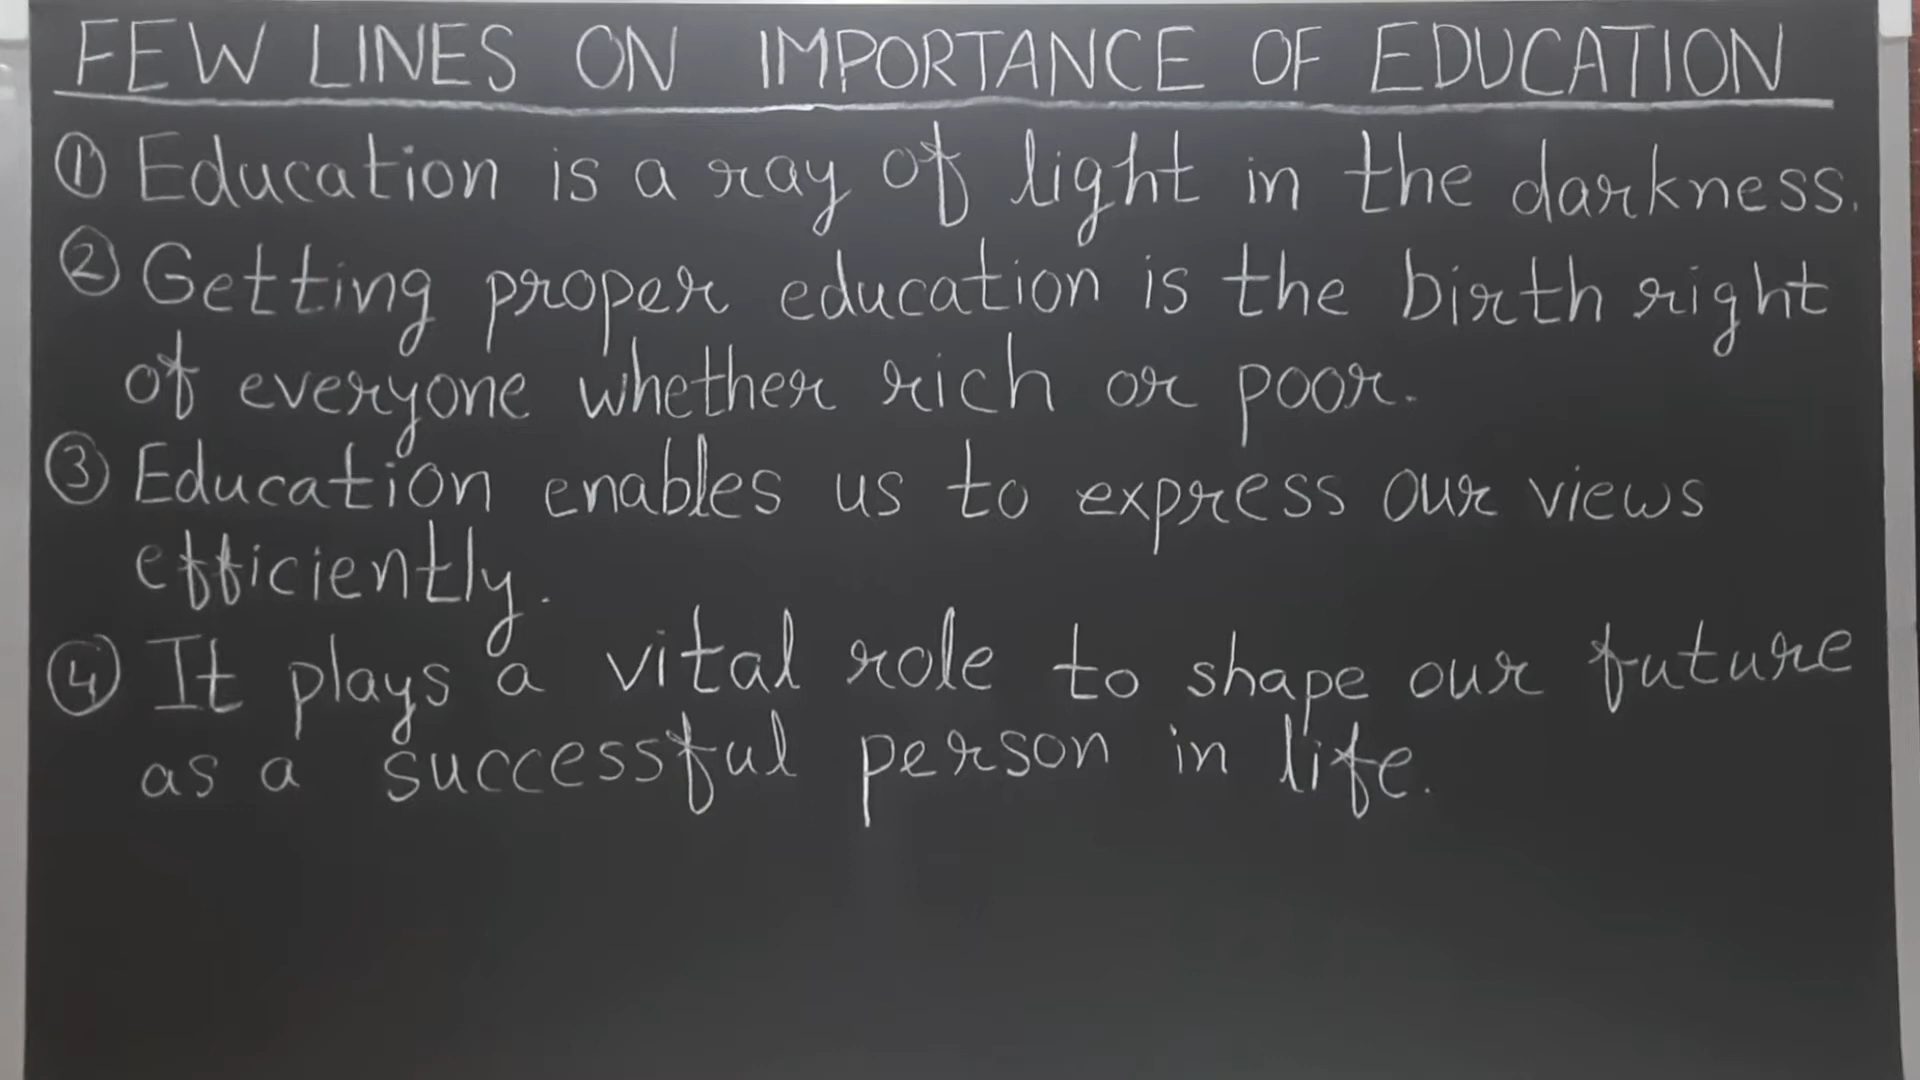 FEW LINES ON IMPORTANCE OF EDUCATION
① Education is a ray of light in the darkness.
② Getting proper education is the birth right
of everyone whether rich or poor.
③ Education enables us to express our views
efficiently.
④ It plays a vital role to shape our future
as a successful person in life.